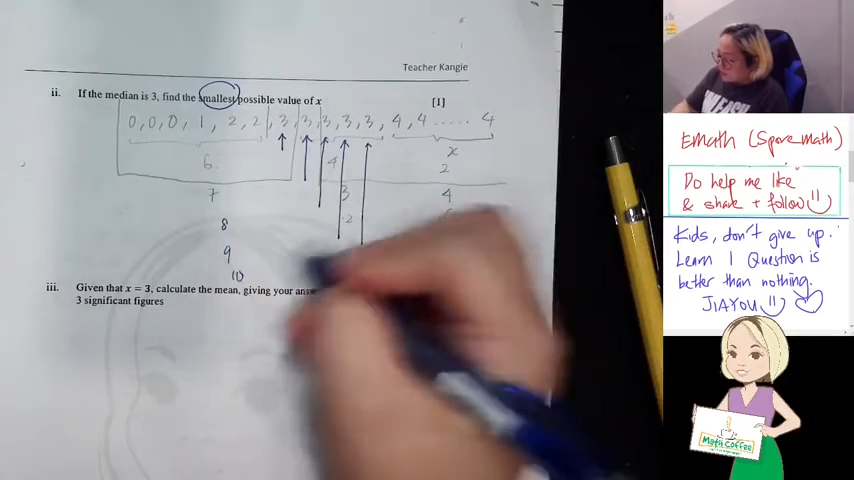 Teacher Kangie
ii. If the median is 3, find the smallest possible value of x
[1]
0,0,0, 1, 2, 2, 3, 3, 3, 3, 3, 4, 4 ..... 4
6
4
x
2
7
3
4
8
2
9
10
iii. Given that x = 3, calculate the mean, giving your
3 significant figures
Emath (Spore math)
Do help me like
& share + follow
Kids, don't give up.
Learn 1 Question is
better than nothing.
JIAYOU
Math Coffee